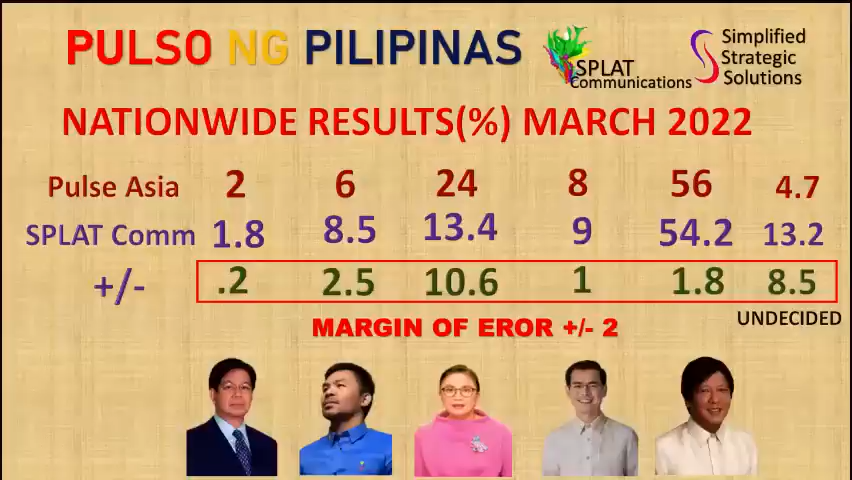 PULSO NG PILIPINAS
SPLAT
Communications
Simplified
Strategic
Solutions
NATIONWIDE RESULTS(%) MARCH 2022
Pulse Asia 2 6 24 8 56 4.7
SPLAT Comm 1.8 8.5 13.4 9 54.2 13.2
+/- .2 2.5 10.6 1 1.8 8.5
UNDECIDED
MARGIN OF EROR +/- 2